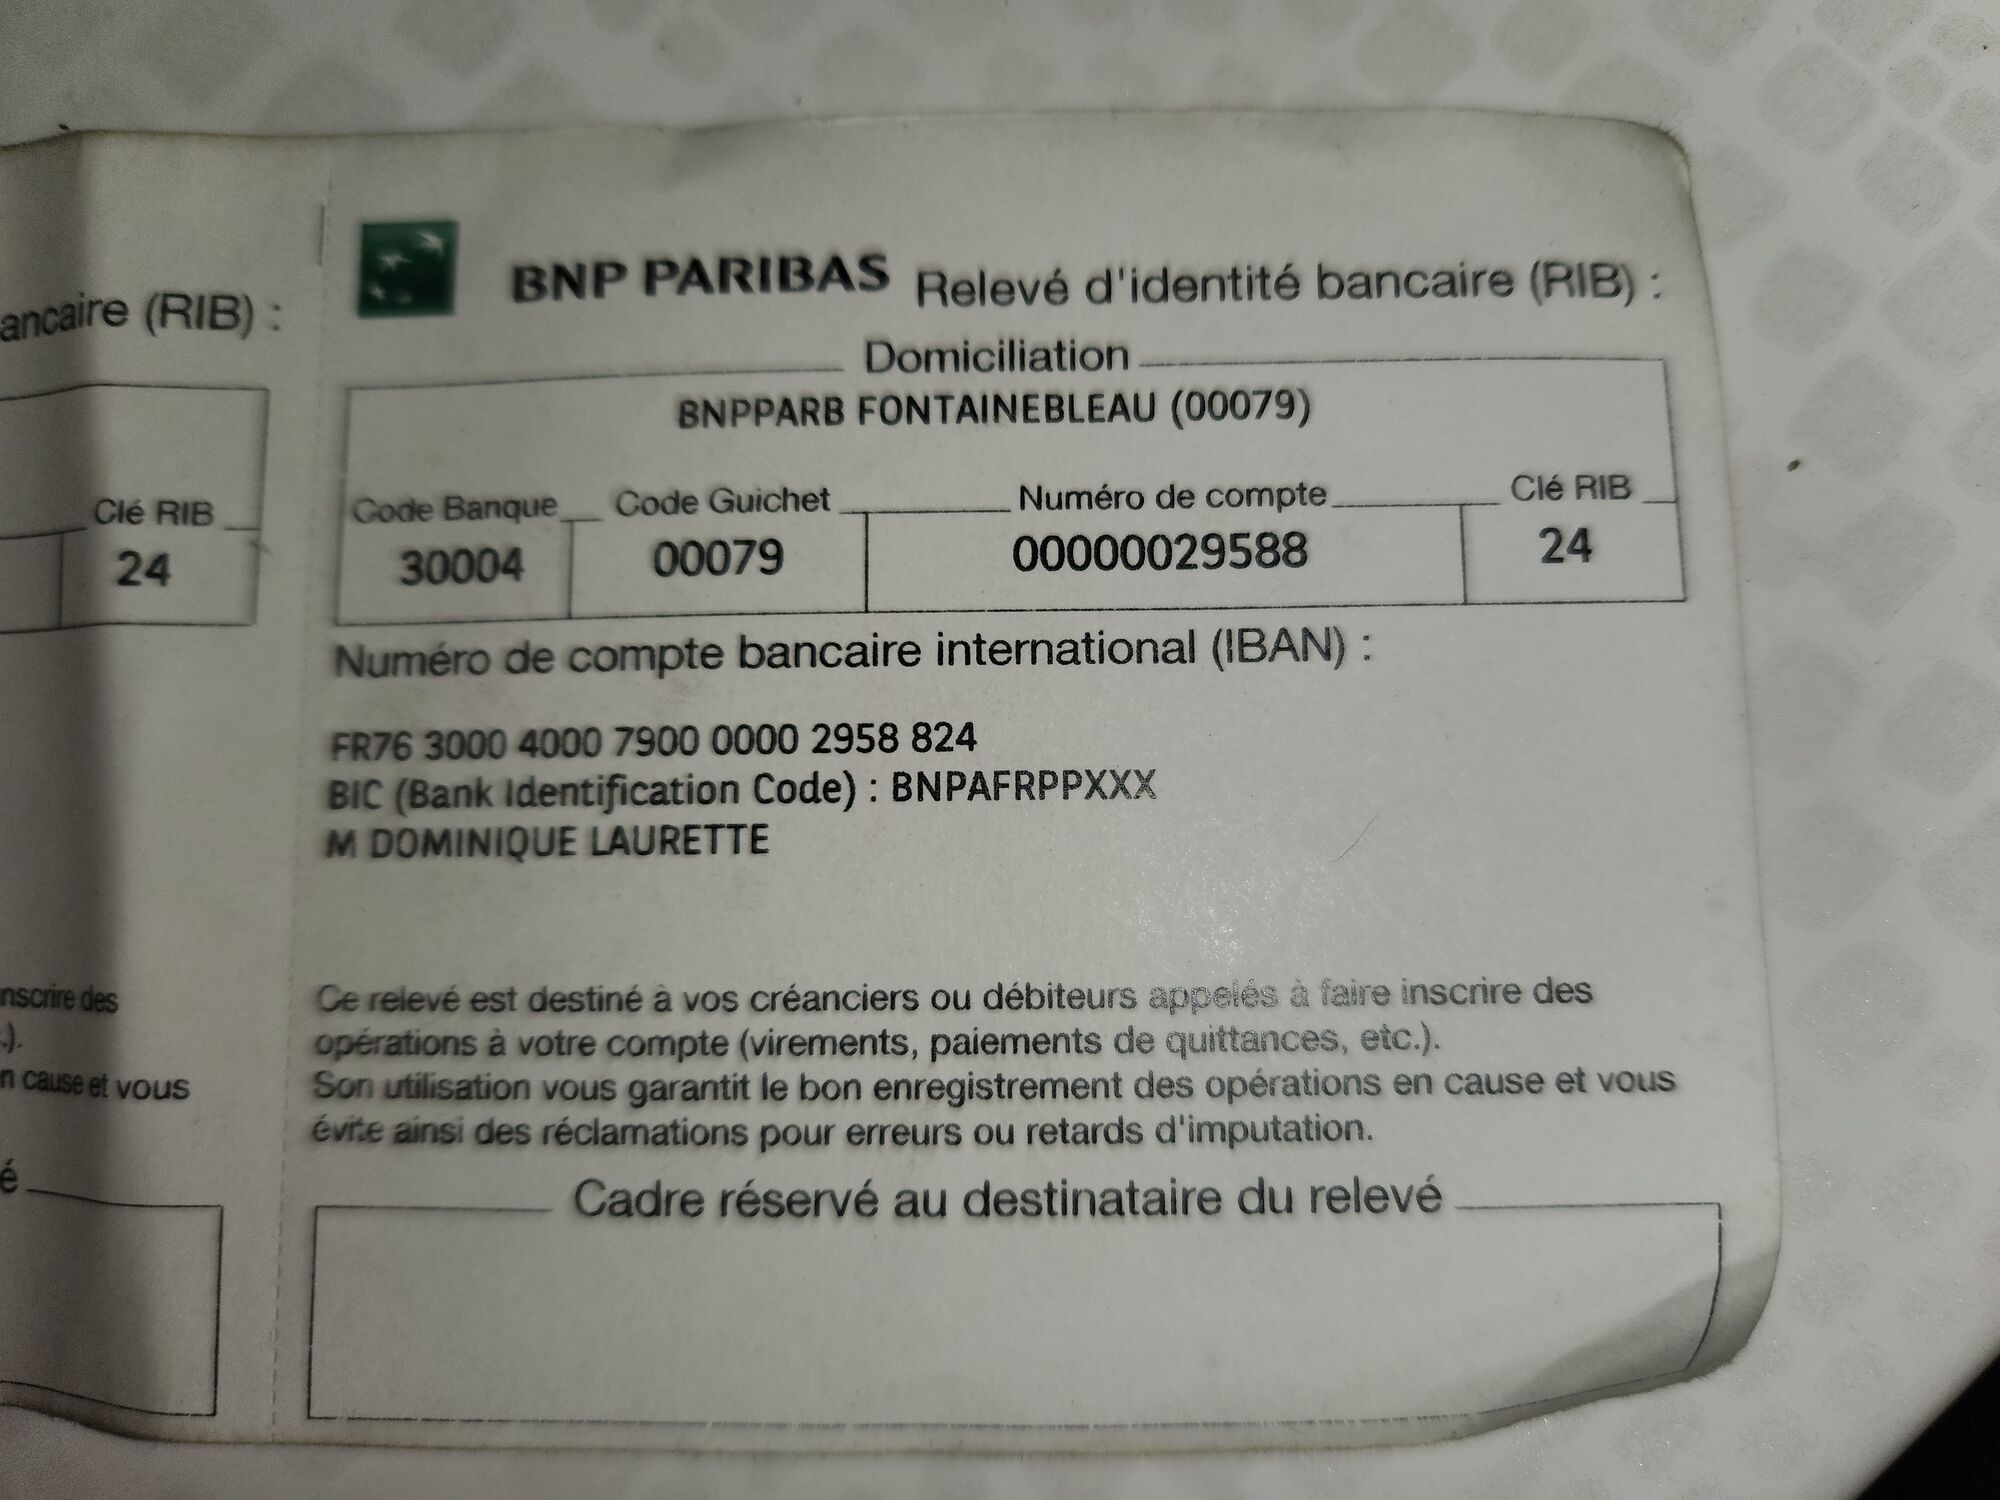 ancaire (RIB) :
Clé RIB
24
nscrire des
.).
n cause et vous
é
BNP PARIBAS Relevé d'identité bancaire (RIB) :
Domiciliation
BNPPARB FONTAINEBLEAU (00079)
Code Banque Code Guichet Numéro de compte Clé RIB
30004 00079 00000029588 24
Numéro de compte bancaire international (IBAN) :
FR76 3000 4000 7900 0000 2958 824
BIC (Bank Identification Code) : BNPAFRPPXXX
M DOMINIQUE LAURETTE
Ce relevé est destiné à vos créanciers ou débiteurs appelés à faire inscrire des
opérations à votre compte (virements, paiements de quittances, etc.).
Son utilisation vous garantit le bon enregistrement des opérations en cause et vous
évite ainsi des réclamations pour erreurs ou retards d'imputation.
Cadre réservé au destinataire du relevé